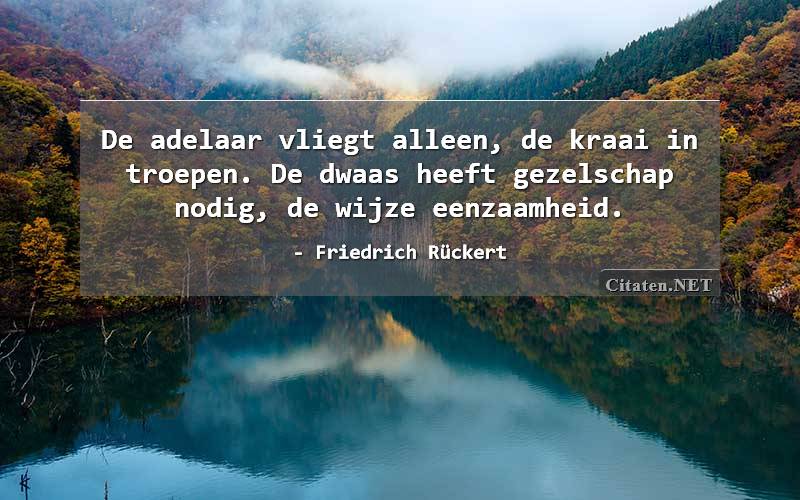 De adelaar vliegt alleen, de kraai in
troepen. De dwaas heeft gezelschap
nodig, de wijze eenzaamheid.
- Friedrich Rückert
Citaten.NET